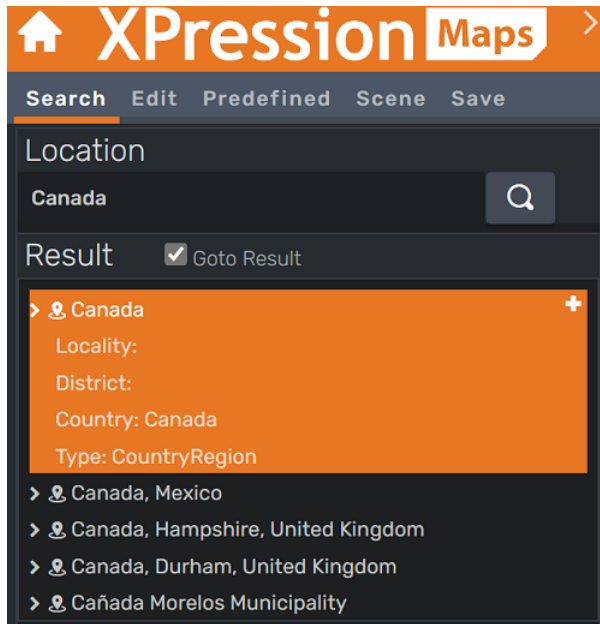 XPression Maps
Search Edit Predefined Scene Save
Location
Canada
Result Goto Result
Canada
Locality:
District:
Country: Canada
Type: CountryRegion
Canada, Mexico
Canada, Hampshire, United Kingdom
Canada, Durham, United Kingdom
Cañada Morelos Municipality